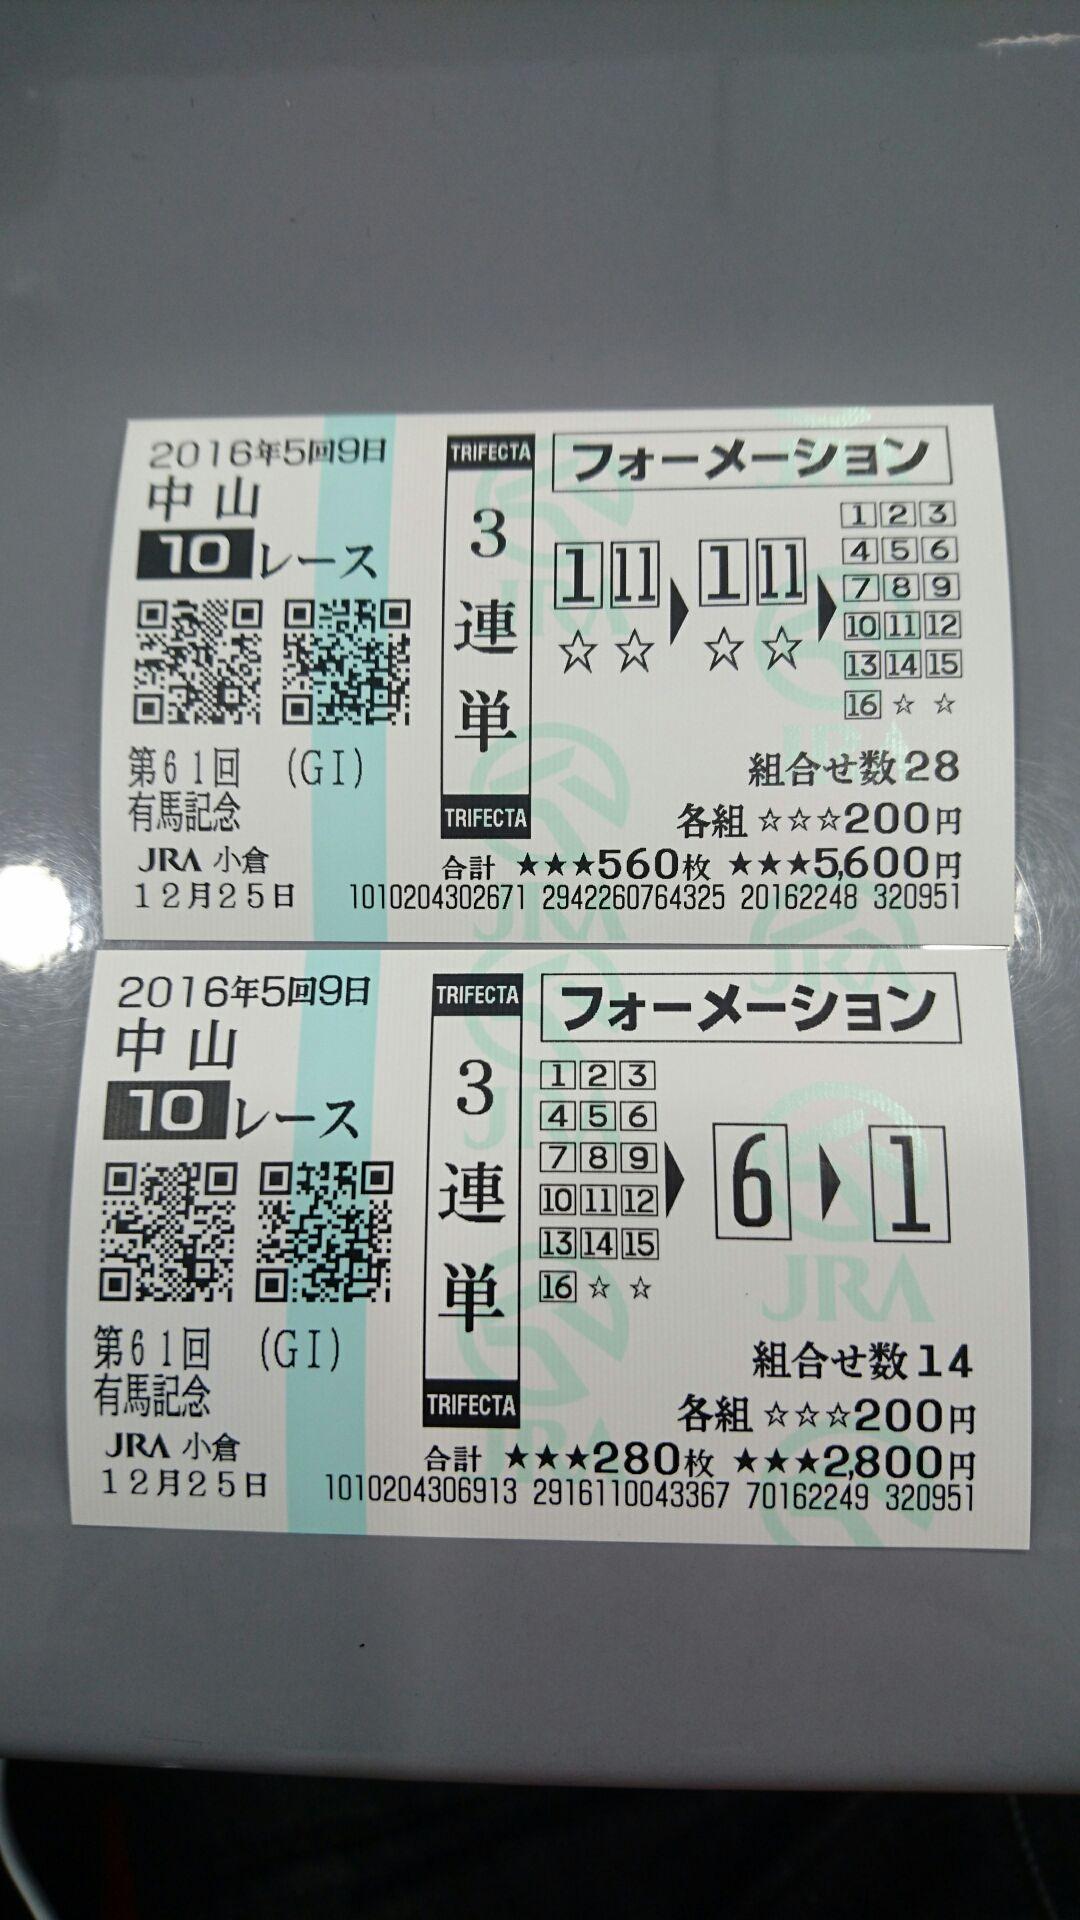 2016年5回9日
中山
10レース
第61回 (GI)
有馬記念
JRA 小倉
12月25日
TRIFECTA
3連単
TRIFECTA
フォーメーション
1 11 ▶ 1 11 ▶
☆ ☆ ☆ ☆
1 2 3
4 5 6
7 8 9
10 11 12
13 14 15
16 ☆ ☆
組合せ数28
各組 ☆☆☆200円
合計 ★★★560枚 ★★★5,600円
1010204302671 2942260764325 20162248 320951
2016年5回9日
中山
10レース
第61回 (GI)
有馬記念
JRA 小倉
12月25日
TRIFECTA
3連単
TRIFECTA
フォーメーション
1 2 3
4 5 6
7 8 9
10 11 12
13 14 15
16 ☆ ☆
▶ 6 ▶ 1
JRA
組合せ数14
各組 ☆☆☆200円
合計 ★★★280枚 ★★★2,800円
1010204306913 2916110043367 70162249 320951